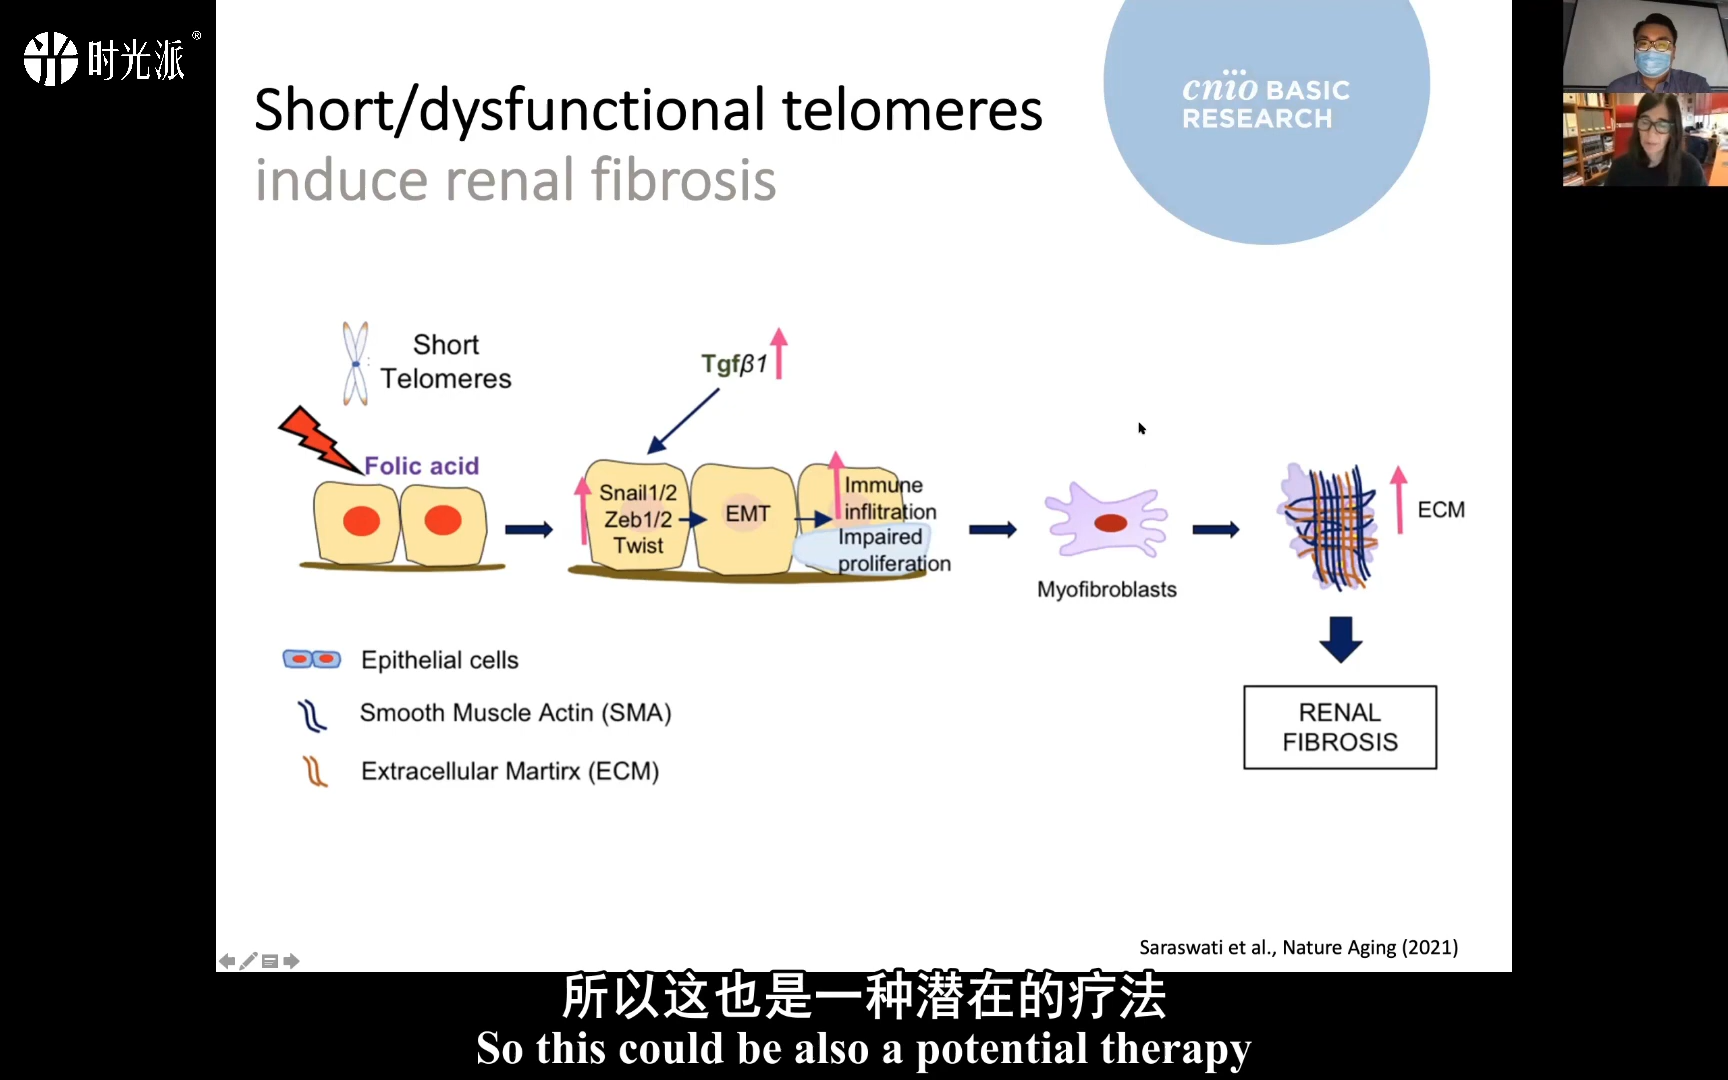 时光派®
Short/dysfunctional telomeres
induce renal fibrosis
cnio BASIC
RESEARCH
Short
Telomeres
Tgfβ1
Folic acid
Snail1/2
Zeb1/2
Twist
EMT
Immune
inflitration
Impaired
proliferation
Myofibroblasts
ECM
Epithelial cells
Smooth Muscle Actin (SMA)
Extracellular Martirx (ECM)
RENAL
FIBROSIS
Saraswati et al., Nature Aging (2021)
所以这也是一种潜在的疗法
So this could be also a potential therapy